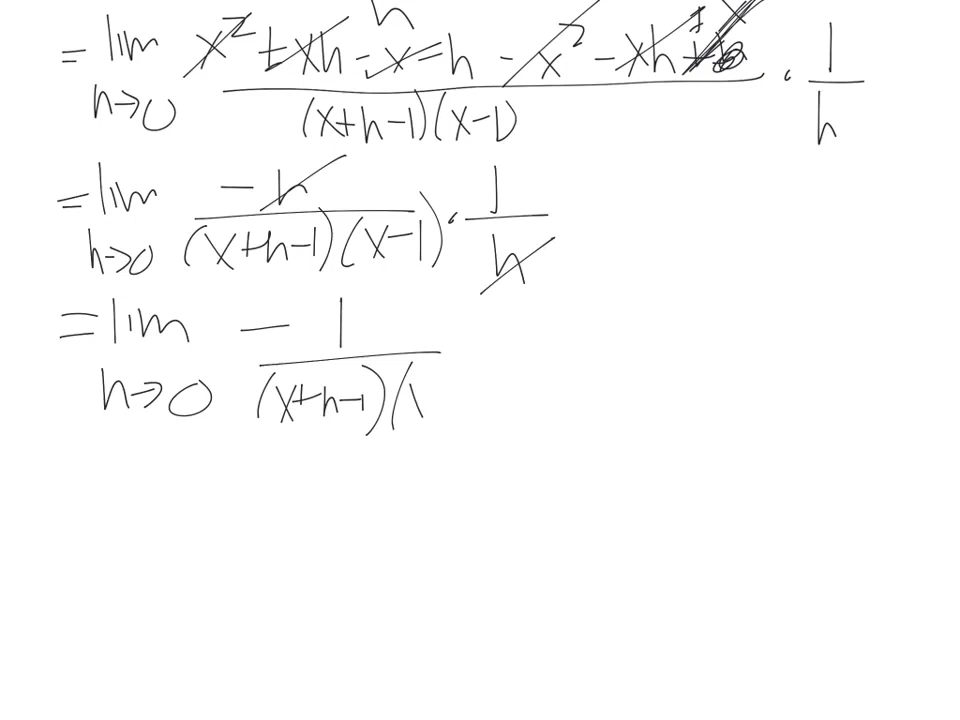 h
= lim x² + xh - x = h - x² - xh + x · 1
h→0 (x+h-1)(x-1) h
= lim - h · 1
h→0 (x+h-1)(x-1) h
= lim - 1
h→0 (x+h-1)(